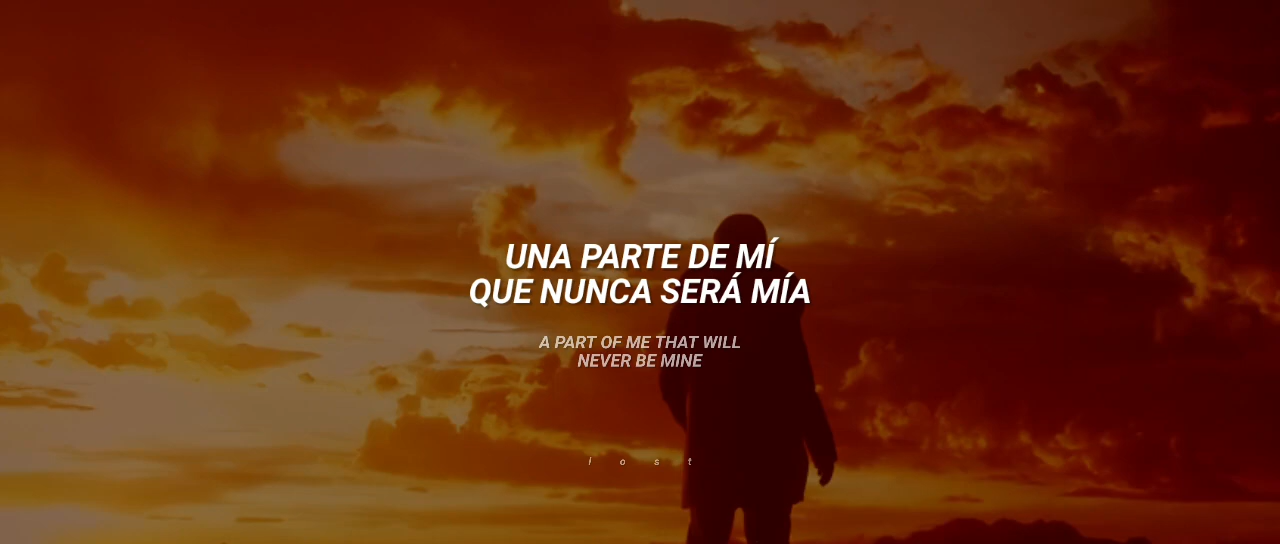 UNA PARTE DE MÍ
QUE NUNCA SERÁ MÍA
A PART OF ME THAT WILL
NEVER BE MINE
l o s t